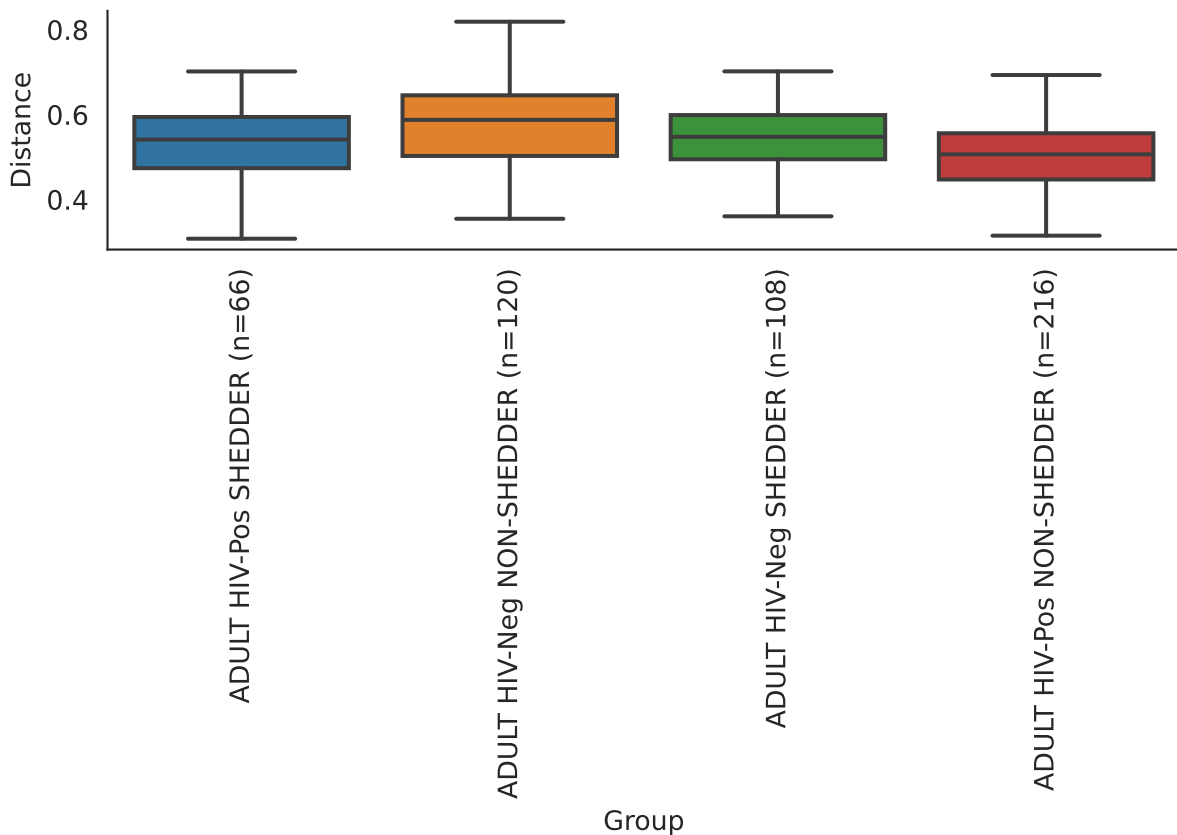 Distance
0.8
0.6
0.4
ADULT HIV-Pos SHEDDER (n=66)
ADULT HIV-Neg NON-SHEDDER (n=120)
ADULT HIV-Neg SHEDDER (n=108)
ADULT HIV-Pos NON-SHEDDER (n=216)
Group